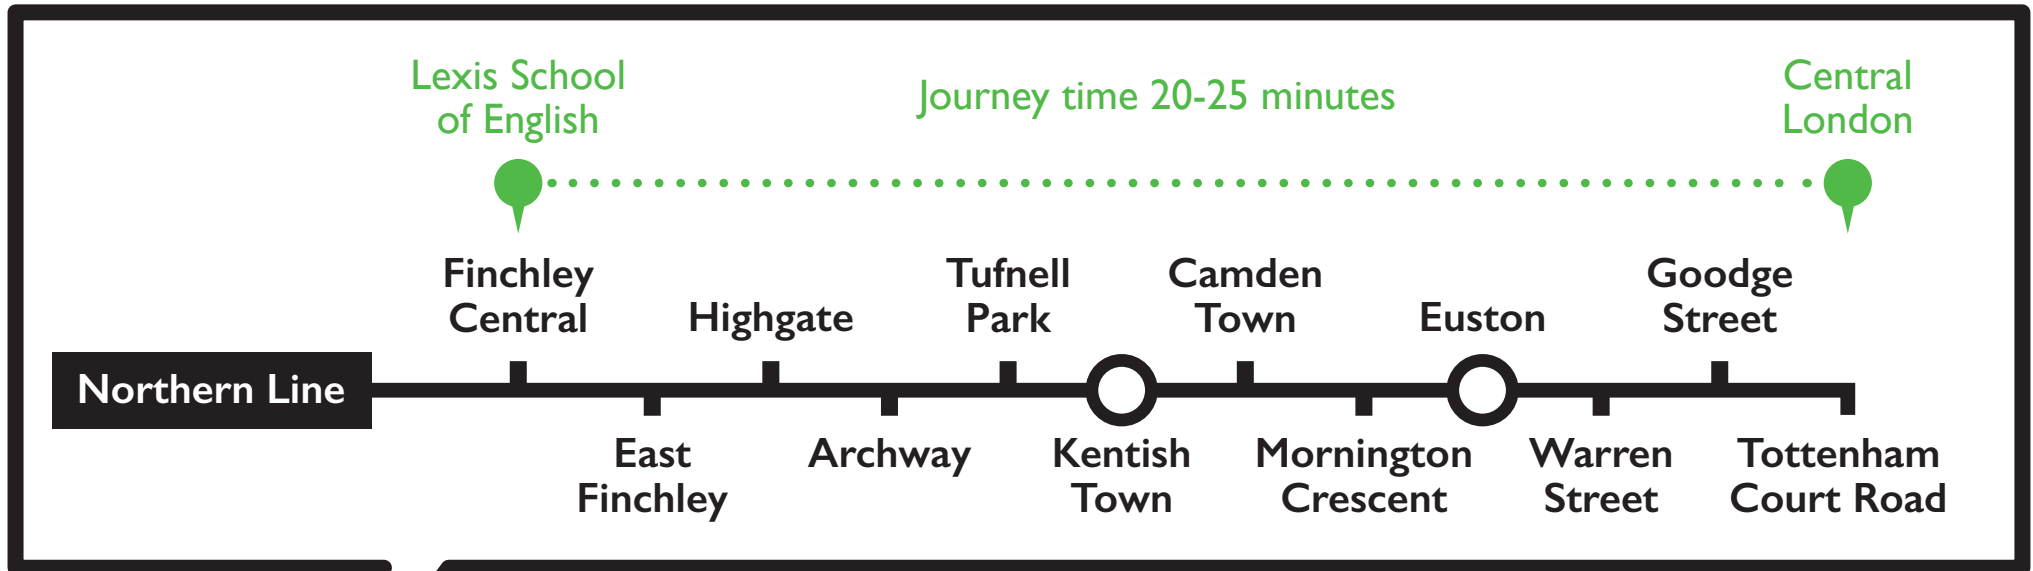 Lexis School
of English
Journey time 20-25 minutes
Central
London
Finchley
Central
Highgate
Tufnell
Park
Camden
Town
Euston
Goodge
Street
Northern Line
East
Finchley
Archway
Kentish
Town
Mornington
Crescent
Warren
Street
Tottenham
Court Road